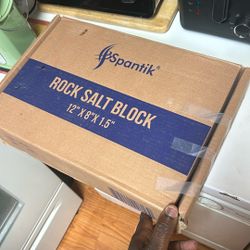 Spantik®
ROCK SALT BLOCK
12" X 8" X 1.5"